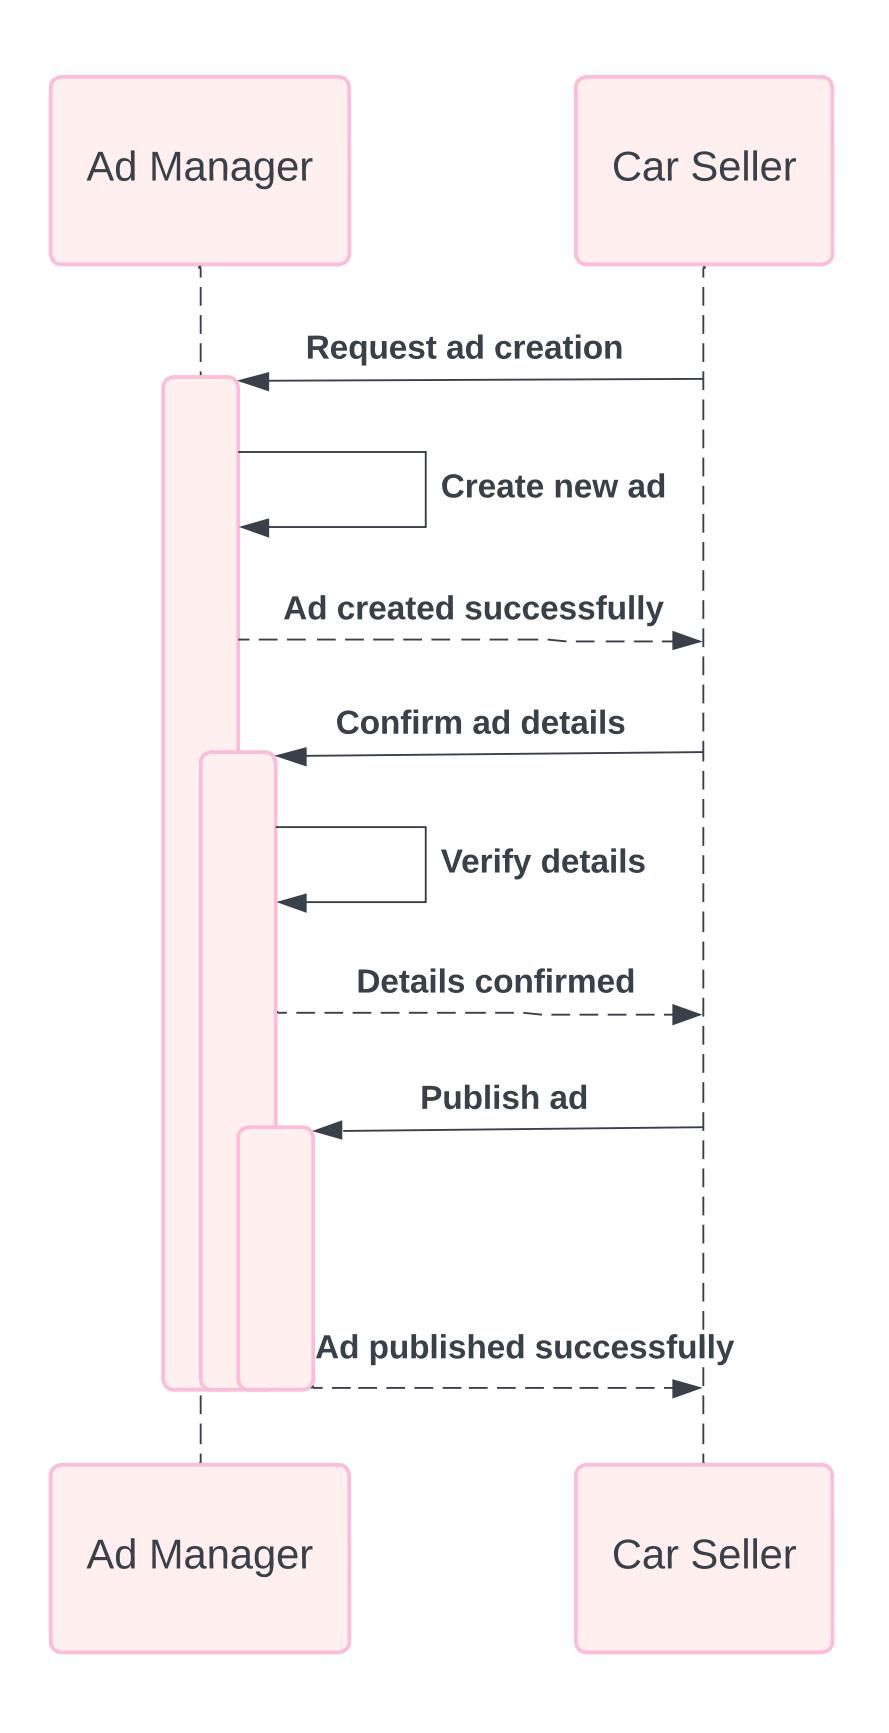 Ad Manager
Car Seller
Request ad creation
Create new ad
Ad created successfully
Confirm ad details
Verify details
Details confirmed
Publish ad
Ad published successfully
Ad Manager
Car Seller